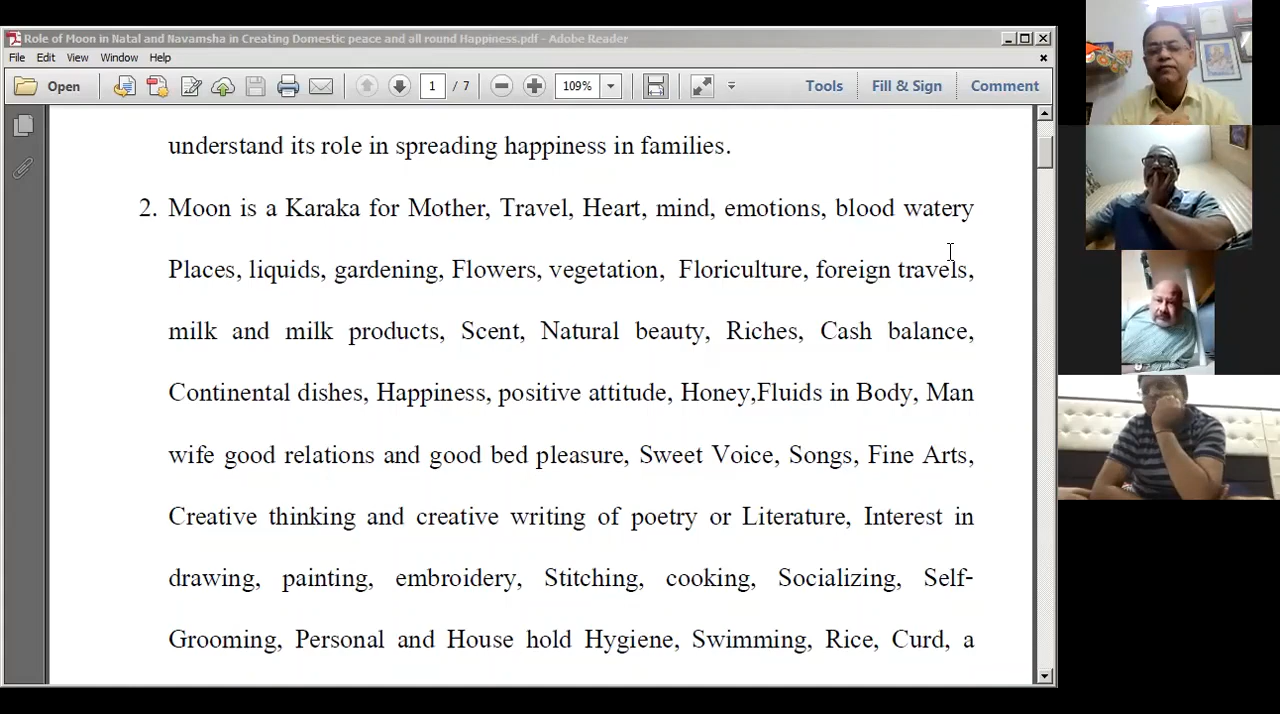 Role of Moon in Natal and Navamsha in Creating Domestic peace and all round Happiness.pdf - Adobe Reader
File Edit View Window Help
Open 1 / 7 109% Tools Fill & Sign Comment
understand its role in spreading happiness in families.
2. Moon is a Karaka for Mother, Travel, Heart, mind, emotions, blood watery
Places, liquids, gardening, Flowers, vegetation, Floriculture, foreign travels,
milk and milk products, Scent, Natural beauty, Riches, Cash balance,
Continental dishes, Happiness, positive attitude, Honey,Fluids in Body, Man
wife good relations and good bed pleasure, Sweet Voice, Songs, Fine Arts,
Creative thinking and creative writing of poetry or Literature, Interest in
drawing, painting, embroidery, Stitching, cooking, Socializing, Self-
Grooming, Personal and House hold Hygiene, Swimming, Rice, Curd, a